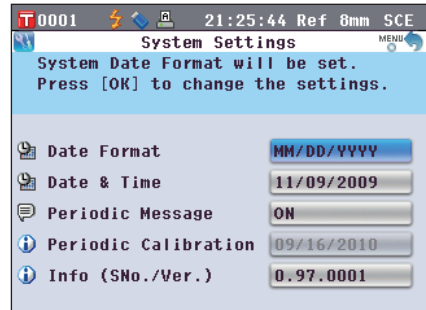 T0001 A 21:25:44 Ref 8mm SCE
System Settings MENU
System Date Format will be set.
Press [OK] to change the settings.
Date Format MM/DD/YYYY
Date & Time 11/09/2009
Periodic Message ON
Periodic Calibration 09/16/2010
Info (SNo./Ver.) 0.97.0001